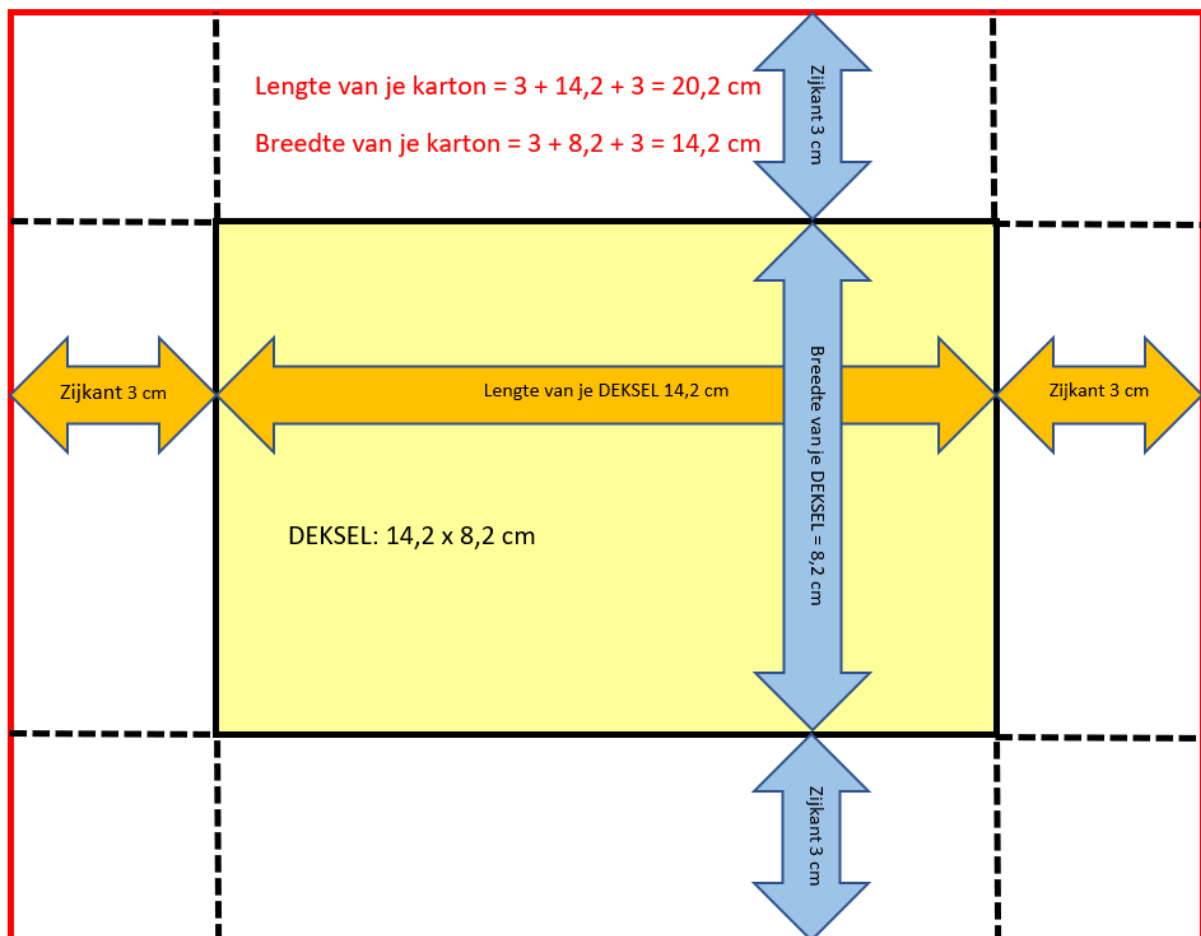 Lengte van je karton = 3 + 14,2 + 3 = 20,2 cm
Breedte van je karton = 3 + 8,2 + 3 = 14,2 cm
Zijkant 3 cm
Zijkant 3 cm
Lengte van je DEKSEL 14,2 cm
Breedte van je DEKSEL = 8,2 cm
Zijkant 3 cm
DEKSEL: 14,2 x 8,2 cm
Zijkant 3 cm